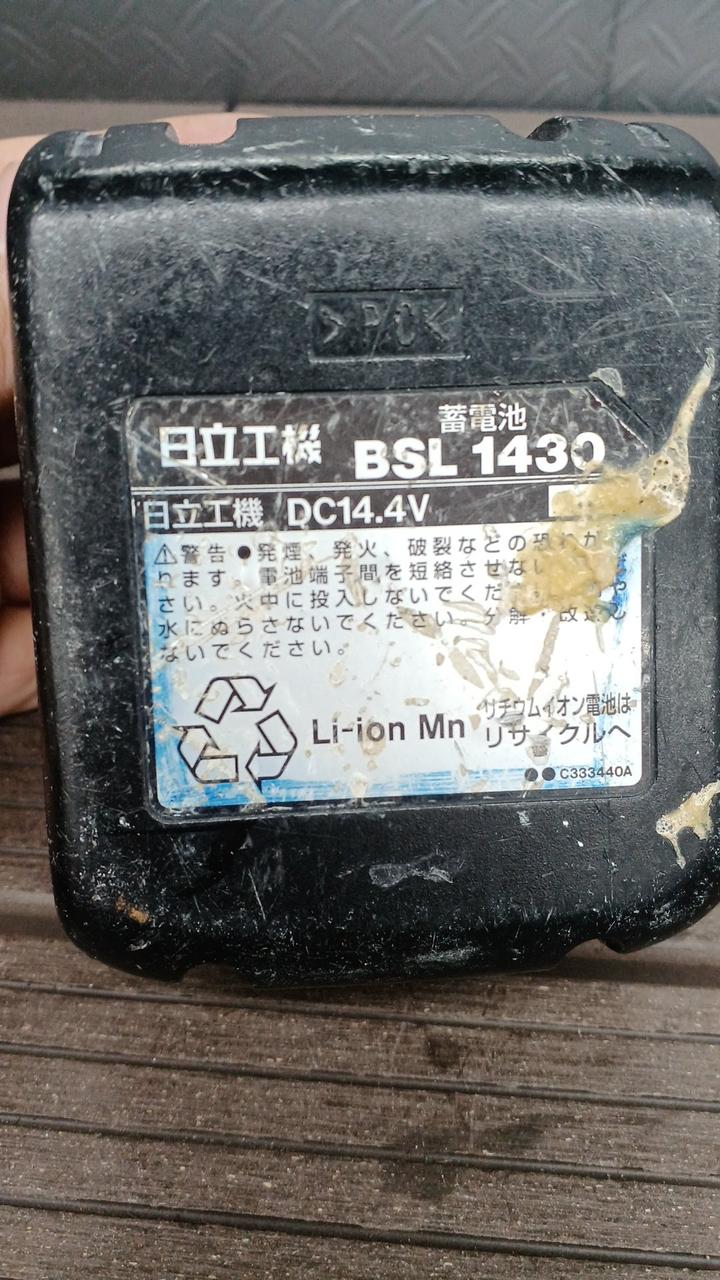 >PC<
蓄電池
日立工機 BSL 1430
日立工機 DC14.4V
⚠警告 ●発煙、発火、破裂などの恐れが
ります。電池端子間を短絡させない
さい。火中に投入しないでくだ
水にぬらさないでください。分解・改造し
ないでください。
Li-ion Mn
リチウムイオン電池は
リサイクルへ
●● C333440A